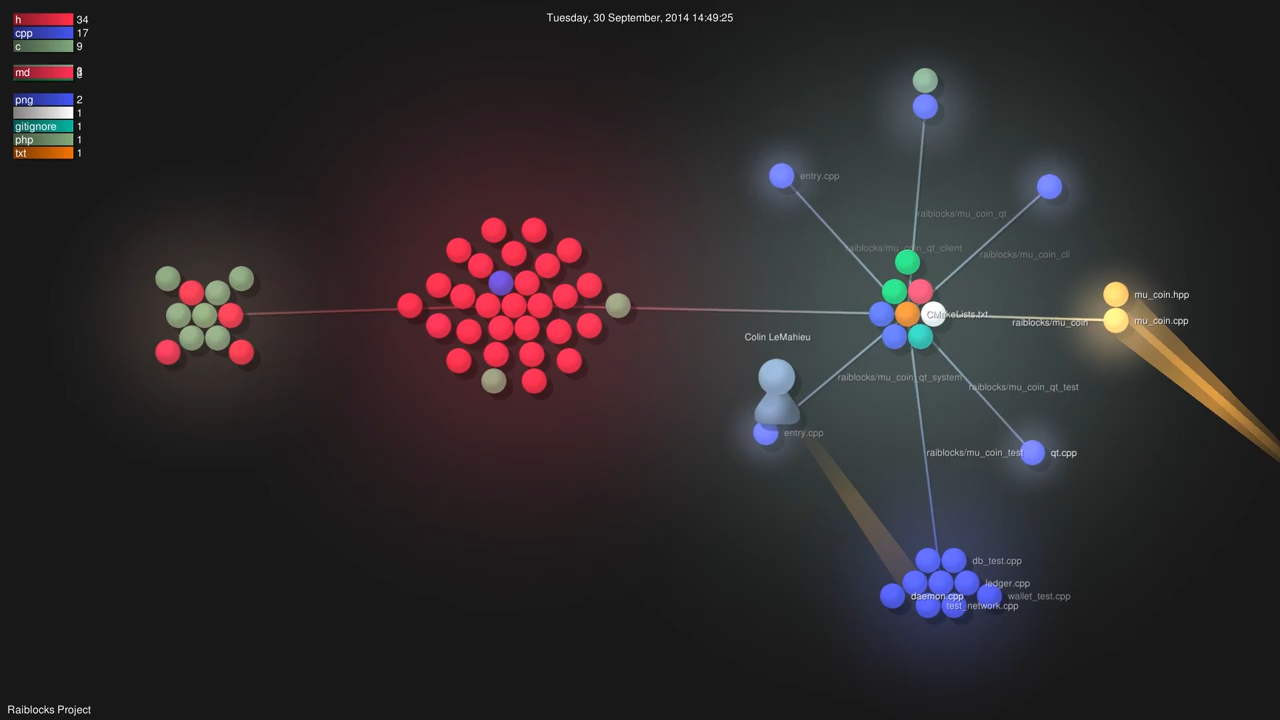 Tuesday, 30 September, 2014 14:49:25
h 34
cpp 17
c 9
md
png 2
1
gitignore 1
php 1
txt 1
entry.cpp
raiblocks/mu_coin_qt
raiblocks/mu_coin_qt_client
raiblocks/mu_coin_cli
mu_coin.hpp
CMakeLists.txt
raiblocks/mu_coin
mu_coin.cpp
Colin LeMahieu
raiblocks/mu_coin_qt_system
raiblocks/mu_coin_qt_test
entry.cpp
raiblocks/mu_coin_test
qt.cpp
db_test.cpp
ledger.cpp
daemon.cpp
wallet_test.cpp
test_network.cpp
Raiblocks Project